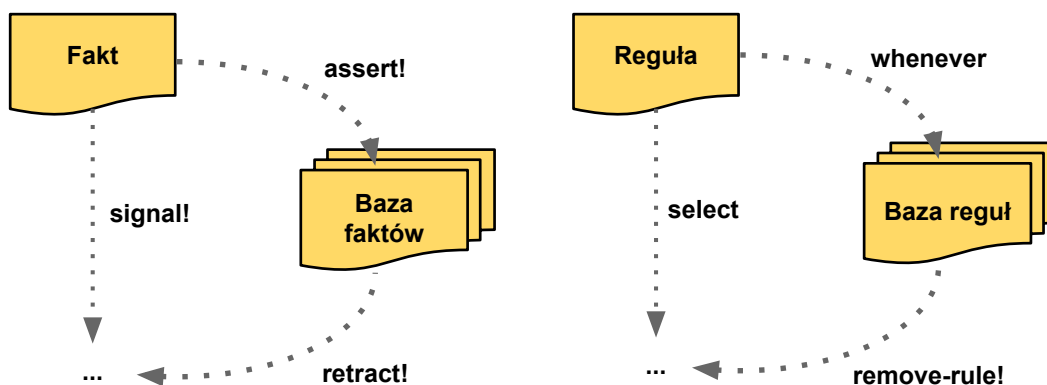 Fakt
assert!
signal!
Baza
faktów
...
retract!
Reguła
whenever
select
Baza reguł
...
remove-rule!